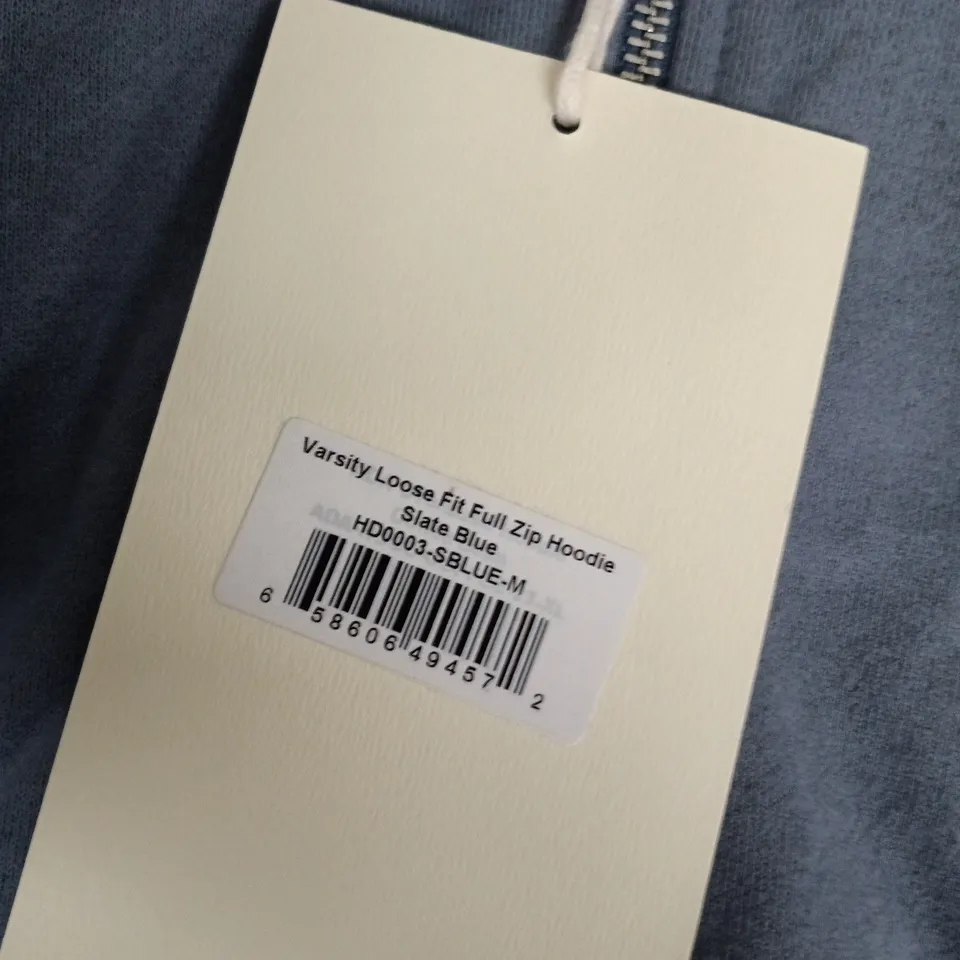 Varsity Loose Fit Full Zip Hoodie
Slate Blue
HD0003-SBLUE-M
6 58606 49457 2